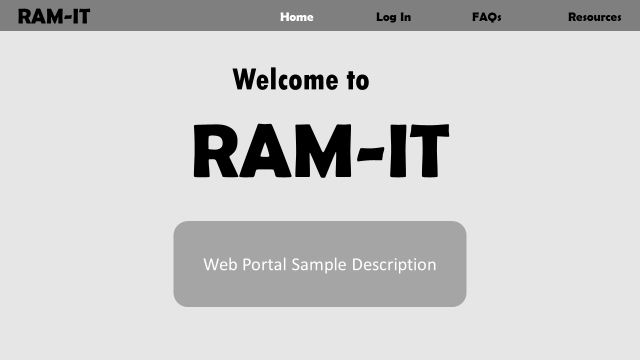 RAM-IT Home Log In FAQs Resources
Welcome to
RAM-IT
Web Portal Sample Description